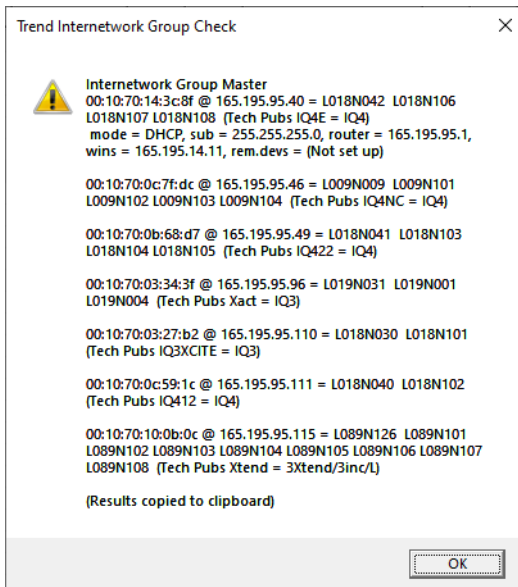 Trend Internetwork Group Check
Internetwork Group Master
00:10:70:14:3c:8f @ 165.195.95.40 = L018N042 L018N106
L018N107 L018N108 (Tech Pubs IQ4E = IQ4)
mode = DHCP, sub = 255.255.255.0, router = 165.195.95.1,
wins = 165.195.14.11, rem.devs = (Not set up)
00:10:70:0c:7f:dc @ 165.195.95.46 = L009N009 L009N101
L009N102 L009N103 L009N104 (Tech Pubs IQ4NC = IQ4)
00:10:70:0b:68:d7 @ 165.195.95.49 = L018N041 L018N103
L018N104 L018N105 (Tech Pubs IQ422 = IQ4)
00:10:70:03:34:3f @ 165.195.95.96 = L019N031 L019N001
L019N004 (Tech Pubs Xact = IQ3)
00:10:70:03:27:b2 @ 165.195.95.110 = L018N030 L018N101
(Tech Pubs IQ3XCITE = IQ3)
00:10:70:0c:59:1c @ 165.195.95.111 = L018N040 L018N102
(Tech Pubs IQ412 = IQ4)
00:10:70:10:0b:0c @ 165.195.95.115 = L089N126 L089N101
L089N102 L089N103 L089N104 L089N105 L089N106 L089N107
L089N108 (Tech Pubs Xtend = 3Xtend/3inc/L)
(Results copied to clipboard)
OK